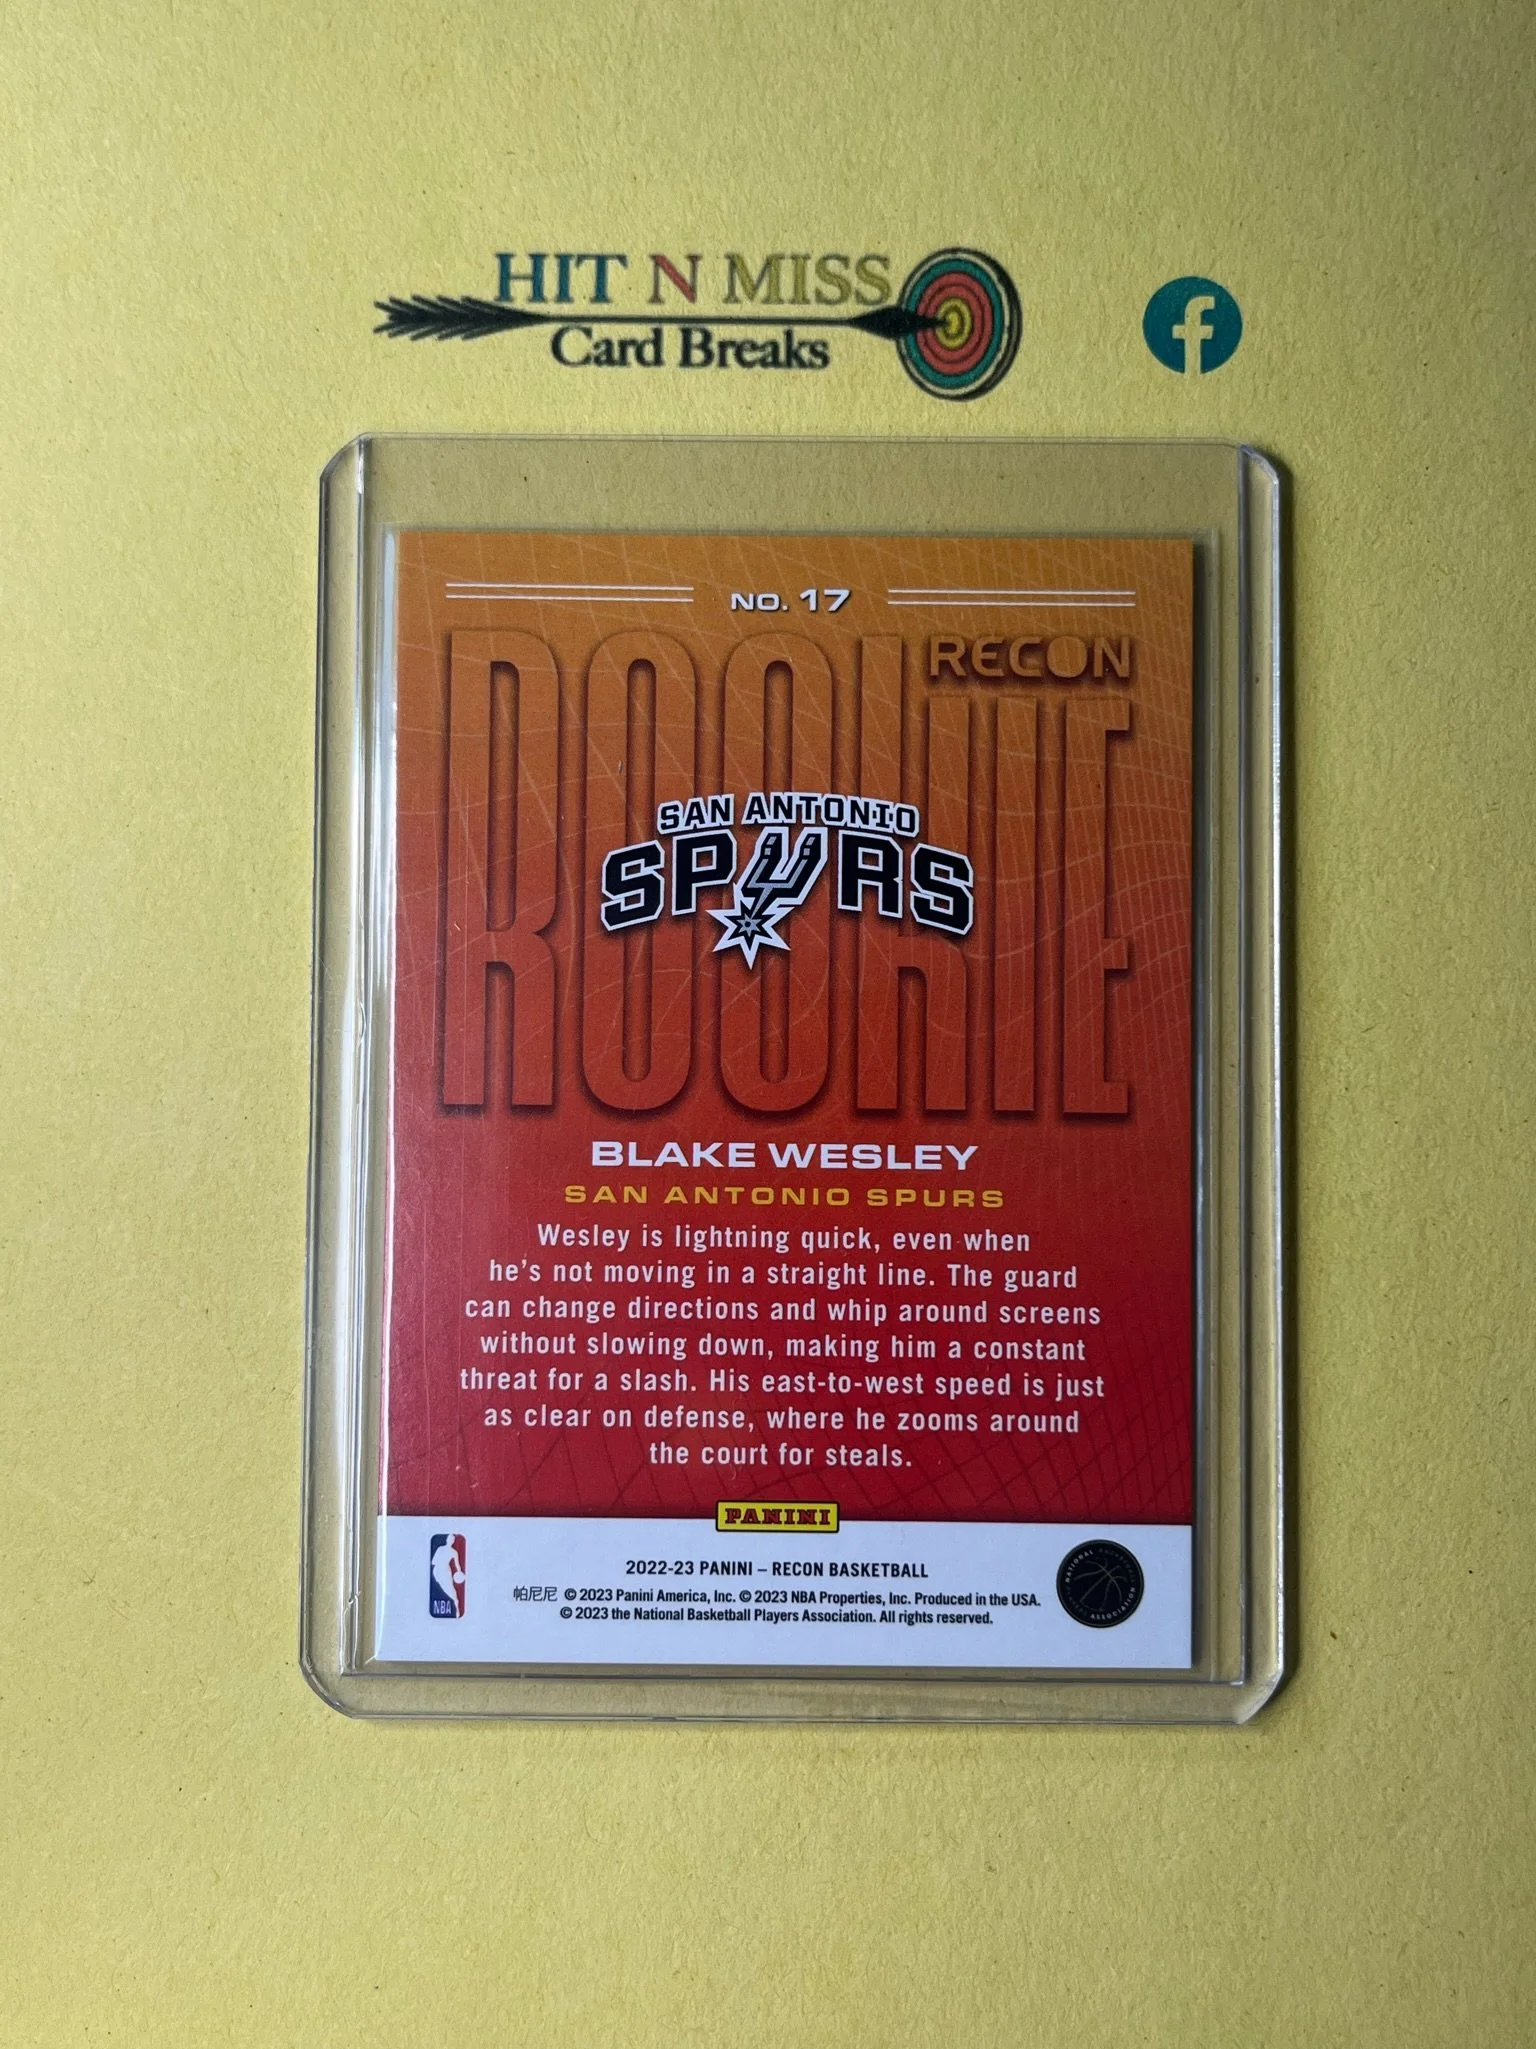 HIT N MISS
Card Breaks
f
NO. 17
RECON
ROOKIE
SAN ANTONIO
SPURS
BLAKE WESLEY
SAN ANTONIO SPURS
Wesley is lightning quick, even when
he's not moving in a straight line. The guard
can change directions and whip around screens
without slowing down, making him a constant
threat for a slash. His east-to-west speed is just
as clear on defense, where he zooms around
the court for steals.
PANINI
2022-23 PANINI – RECON BASKETBALL
帕尼尼 © 2023 Panini America, Inc. © 2023 NBA Properties, Inc. Produced in the USA.
© 2023 the National Basketball Players Association. All rights reserved.
NBA
NATIONAL BASKETBALL PLAYERS ASSOCIATION